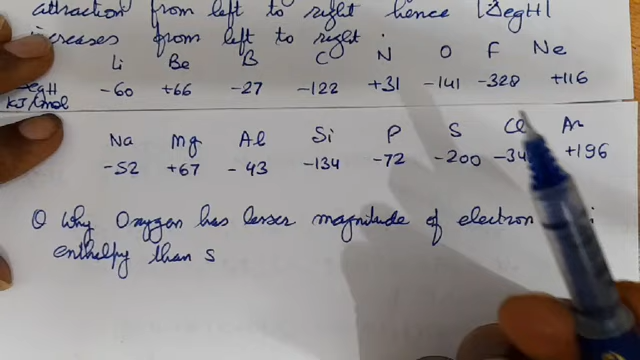 attraction from left to right hence |ΔegH|
increases from left to right.
Li Be B C N O F Ne
-60 +66 -27 -122 +31 -141 -328 +116
KJ/mol
Na Mg Al Si P S Cl Ar
-52 +67 -43 -134 -72 -200 -34 +196
Q Why Oxygen has lesser magnitude of electron
enthalpy than S